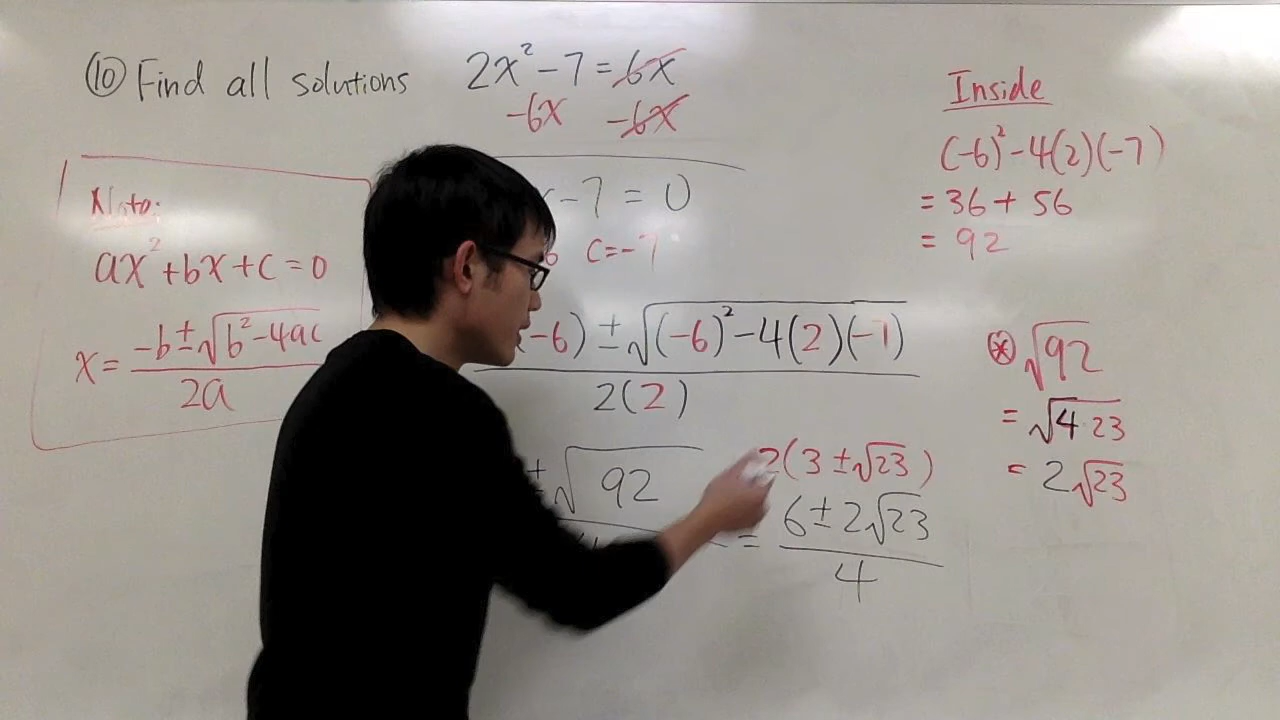 ⑩ Find all solutions 2x² - 7 = 6x
-6x -6x
x - 7 = 0
c = -7
-6) ± √(-6)² - 4(2)(-7)
2(2)
± √92
2(3 ± √23)
= 6 ± 2√23
4
Note:
ax² + bx + c = 0
x = -b ± √b² - 4ac
2a
Inside
(-6)² - 4(2)(-7)
= 36 + 56
= 92
⊛ √92
= √4·23
= 2√23